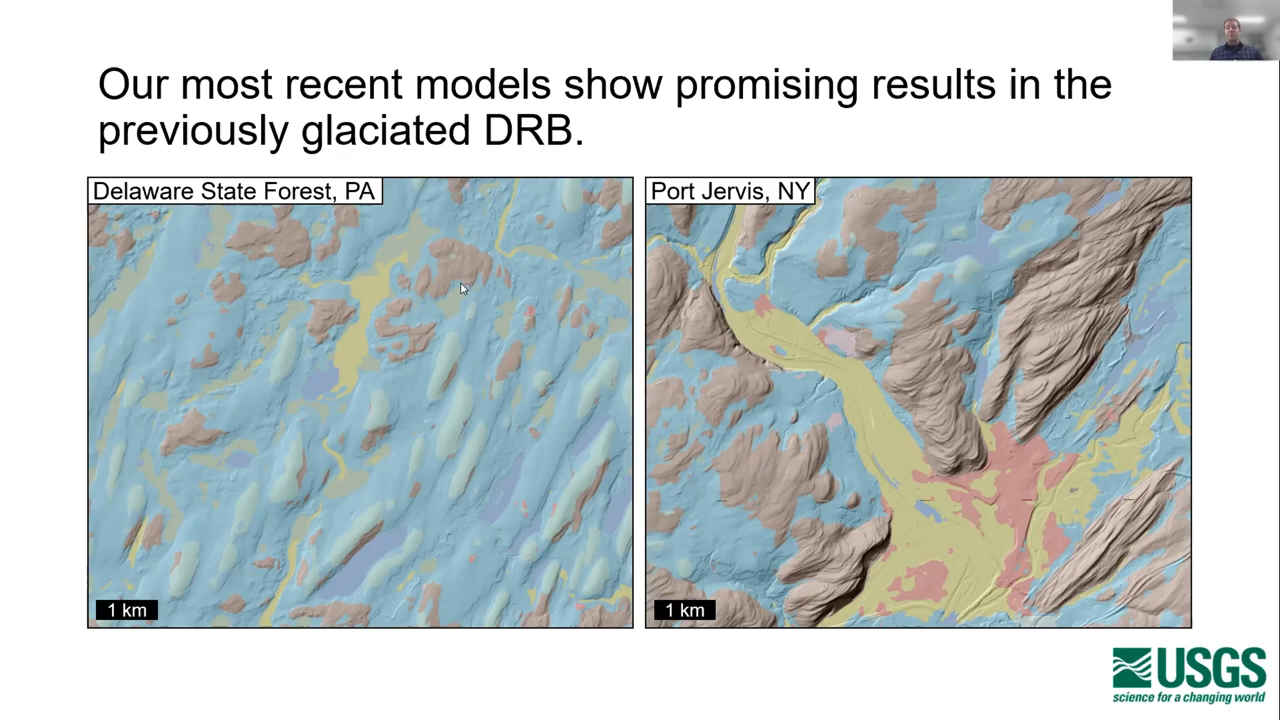 Our most recent models show promising results in the
previously glaciated DRB.
Delaware State Forest, PA
Port Jervis, NY
1 km
1 km
USGS
science for a changing world